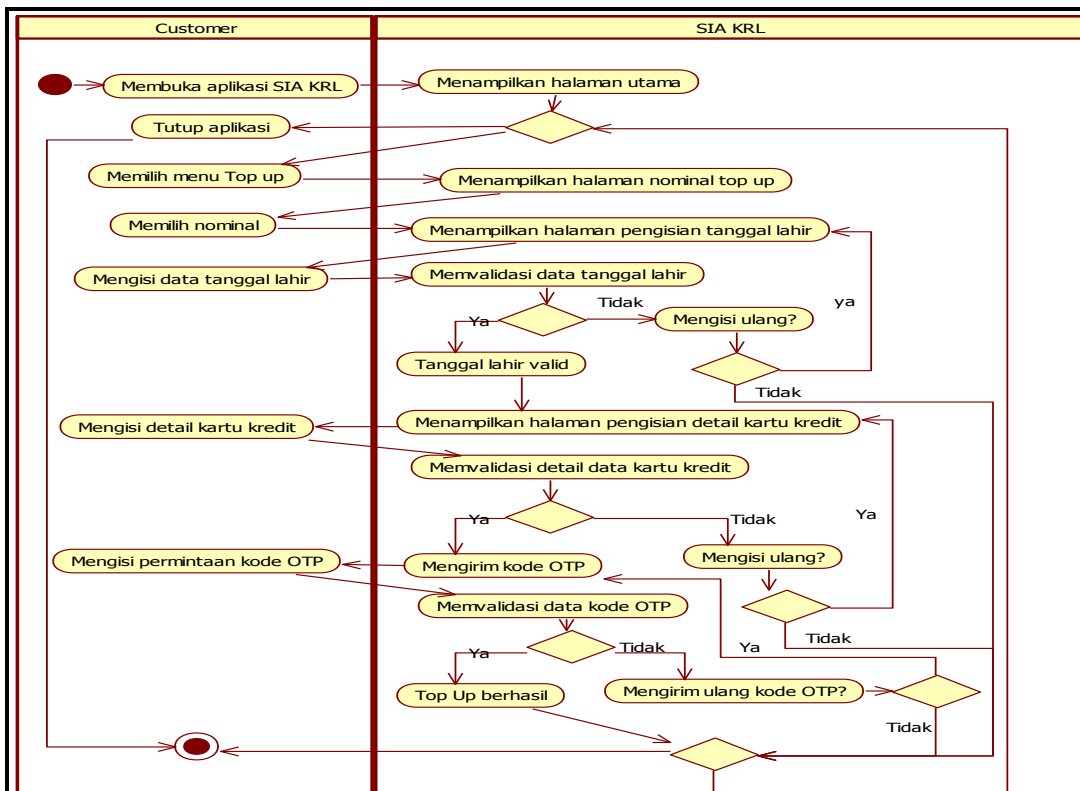 Customer
SIA KRL
Membuka aplikasi SIA KRL
Menampilkan halaman utama
Tutup aplikasi
Memilih menu Top up
Menampilkan halaman nominal top up
Memilih nominal
Menampilkan halaman pengisian tanggal lahir
Mengisi data tanggal lahir
Memvalidasi data tanggal lahir
Tidak
ya
Ya
Mengisi ulang?
Tanggal lahir valid
Tidak
Menampilkan halaman pengisian detail kartu kredit
Mengisi detail kartu kredit
Memvalidasi detail data kartu kredit
Ya
Tidak
Ya
Mengisi ulang?
Mengisi permintaan kode OTP
Mengirim kode OTP
Memvalidasi data kode OTP
Tidak
Ya
Tidak
Ya
Top Up berhasil
Mengirim ulang kode OTP?
Tidak